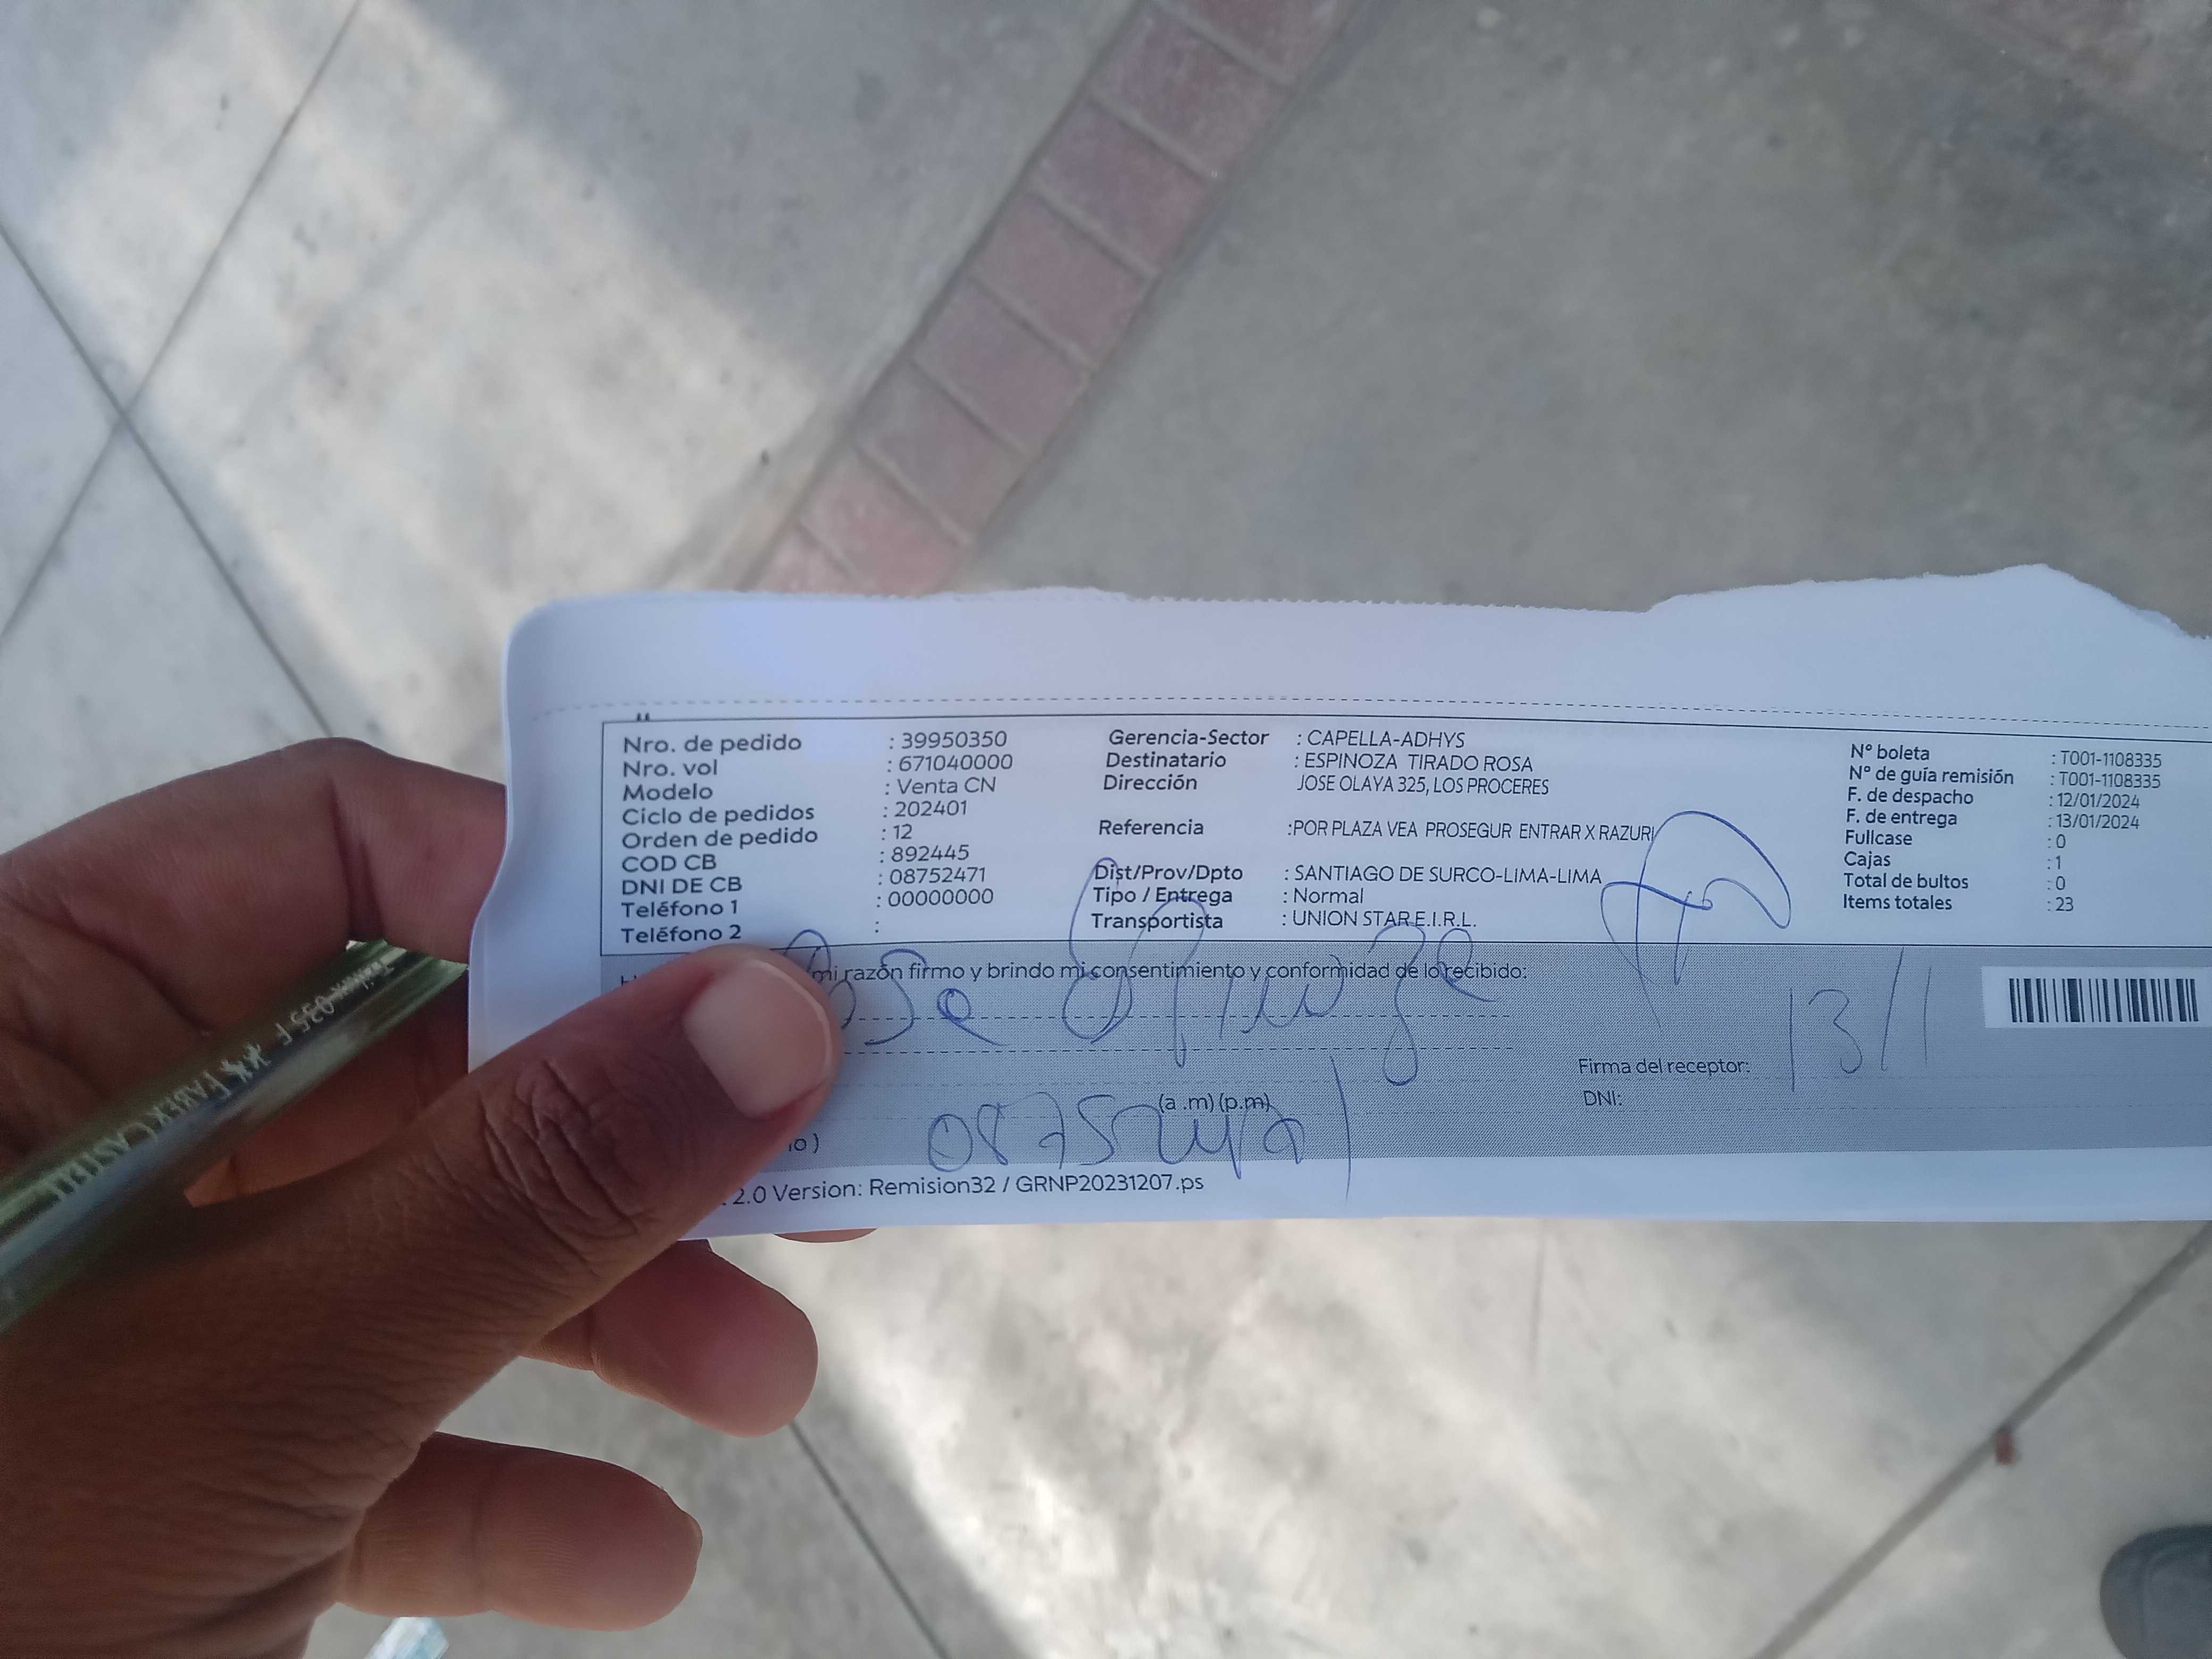 Nro. de pedido : 39950350
Nro. vol : 671040000
Modelo : Venta CN
Ciclo de pedidos : 202401
Orden de pedido : 12
COD CB : 892445
DNI DE CB : 08752471
Teléfono 1 : 00000000
Teléfono 2 :
Gerencia-Sector : CAPELLA-ADHYS
Destinatario : ESPINOZA TIRADO ROSA
Dirección JOSE OLAYA 325, LOS PROCERES
Referencia :POR PLAZA VEA PROSEGUR ENTRAR X RAZURI
Dist/Prov/Dpto : SANTIAGO DE SURCO-LIMA-LIMA
Tipo / Entrega : Normal
Transportista : UNION STAR E.I.R.L.
N° boleta : T001-1108335
N° de guía remisión : T001-1108335
F. de despacho : 12/01/2024
F. de entrega : 13/01/2024
Fullcase : 0
Cajas : 1
Total de bultos : 0
Items totales : 23
mi razón firmo y brindo mi consentimiento y conformidad de lo recibido:
13/1
Firma del receptor:
DNI:
(a .m) (p.m)
2.0 Version: Remision32 / GRNP20231207.ps
FABER CASTELL